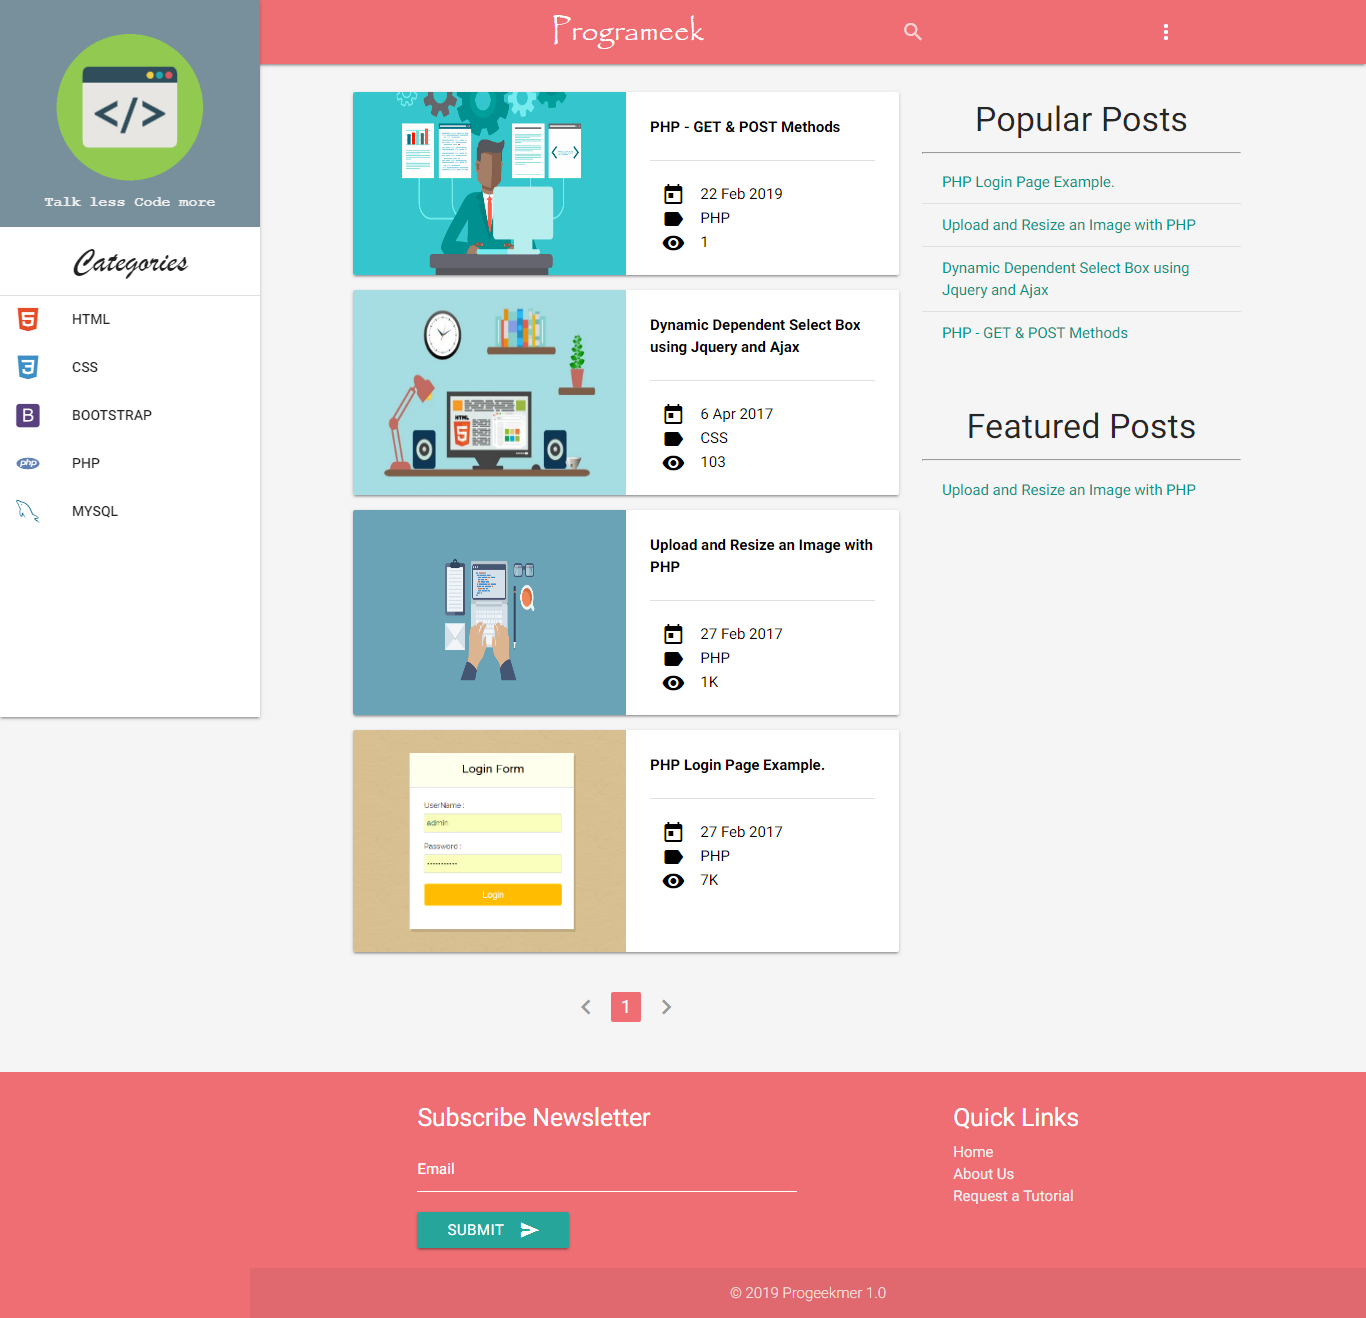 Programeek
</>
Talk less Code more
Categories
HTML
CSS
BOOTSTRAP
PHP
MYSQL
PHP - GET & POST Methods
22 Feb 2019
PHP
1
Dynamic Dependent Select Box
using Jquery and Ajax
6 Apr 2017
CSS
103
HTML
Upload and Resize an Image with
PHP
27 Feb 2017
PHP
1K
Login Form
UserName :
admin
Password :
Login
PHP Login Page Example.
27 Feb 2017
PHP
7K
1
Popular Posts
PHP Login Page Example.
Upload and Resize an Image with PHP
Dynamic Dependent Select Box using
Jquery and Ajax
PHP - GET & POST Methods
Featured Posts
Upload and Resize an Image with PHP
Subscribe Newsletter
Email
SUBMIT
Quick Links
Home
About Us
Request a Tutorial
© 2019 Progeekmer 1.0